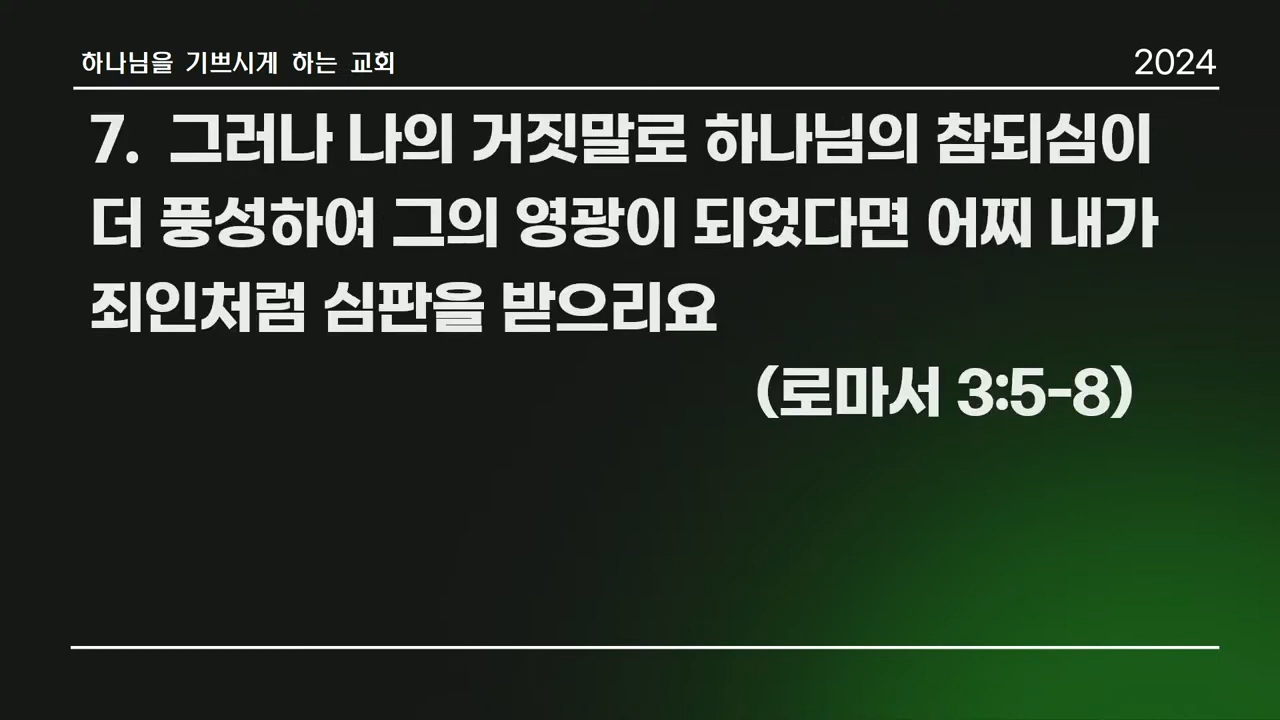 하나님을 기쁘시게 하는 교회
2024
7. 그러나 나의 거짓말로 하나님의 참되심이
더 풍성하여 그의 영광이 되었다면 어찌 내가
죄인처럼 심판을 받으리요
(로마서 3:5-8)